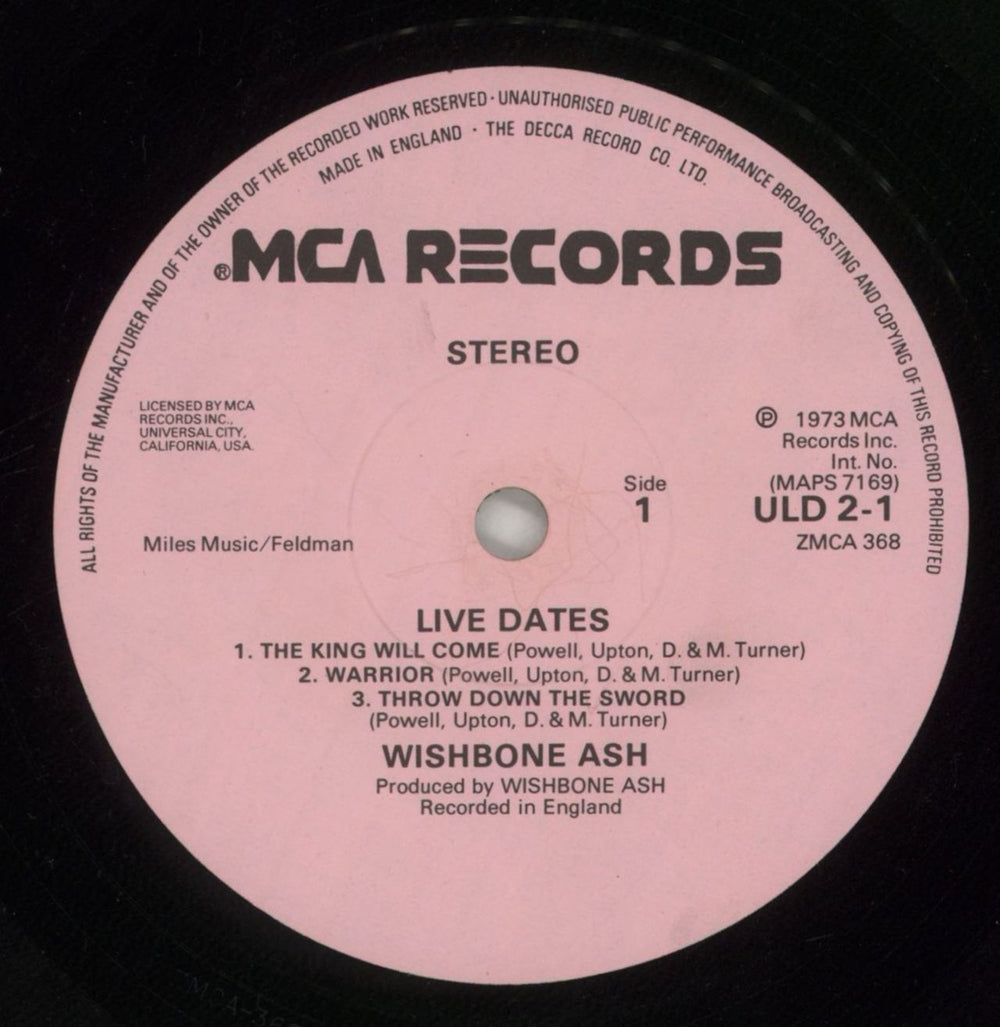 ALL RIGHTS OF THE MANUFACTURER AND OF THE OWNER OF THE RECORDED WORK RESERVED · UNAUTHORISED PUBLIC PERFORMANCE BROADCASTING AND COPYING OF THIS RECORD PROHIBITED
MADE IN ENGLAND · THE DECCA RECORD CO. LTD.
®MCA RECORDS
STEREO
LICENSED BY MCA
RECORDS INC.,
UNIVERSAL CITY,
CALIFORNIA, USA.
Ⓟ 1973 MCA
Records Inc.
Int. No.
(MAPS 7169)
ULD 2-1
ZMCA 368
Side
1
Miles Music/Feldman
LIVE DATES
1. THE KING WILL COME (Powell, Upton, D. & M. Turner)
2. WARRIOR (Powell, Upton, D. & M. Turner)
3. THROW DOWN THE SWORD
(Powell, Upton, D. & M. Turner)
WISHBONE ASH
Produced by WISHBONE ASH
Recorded in England